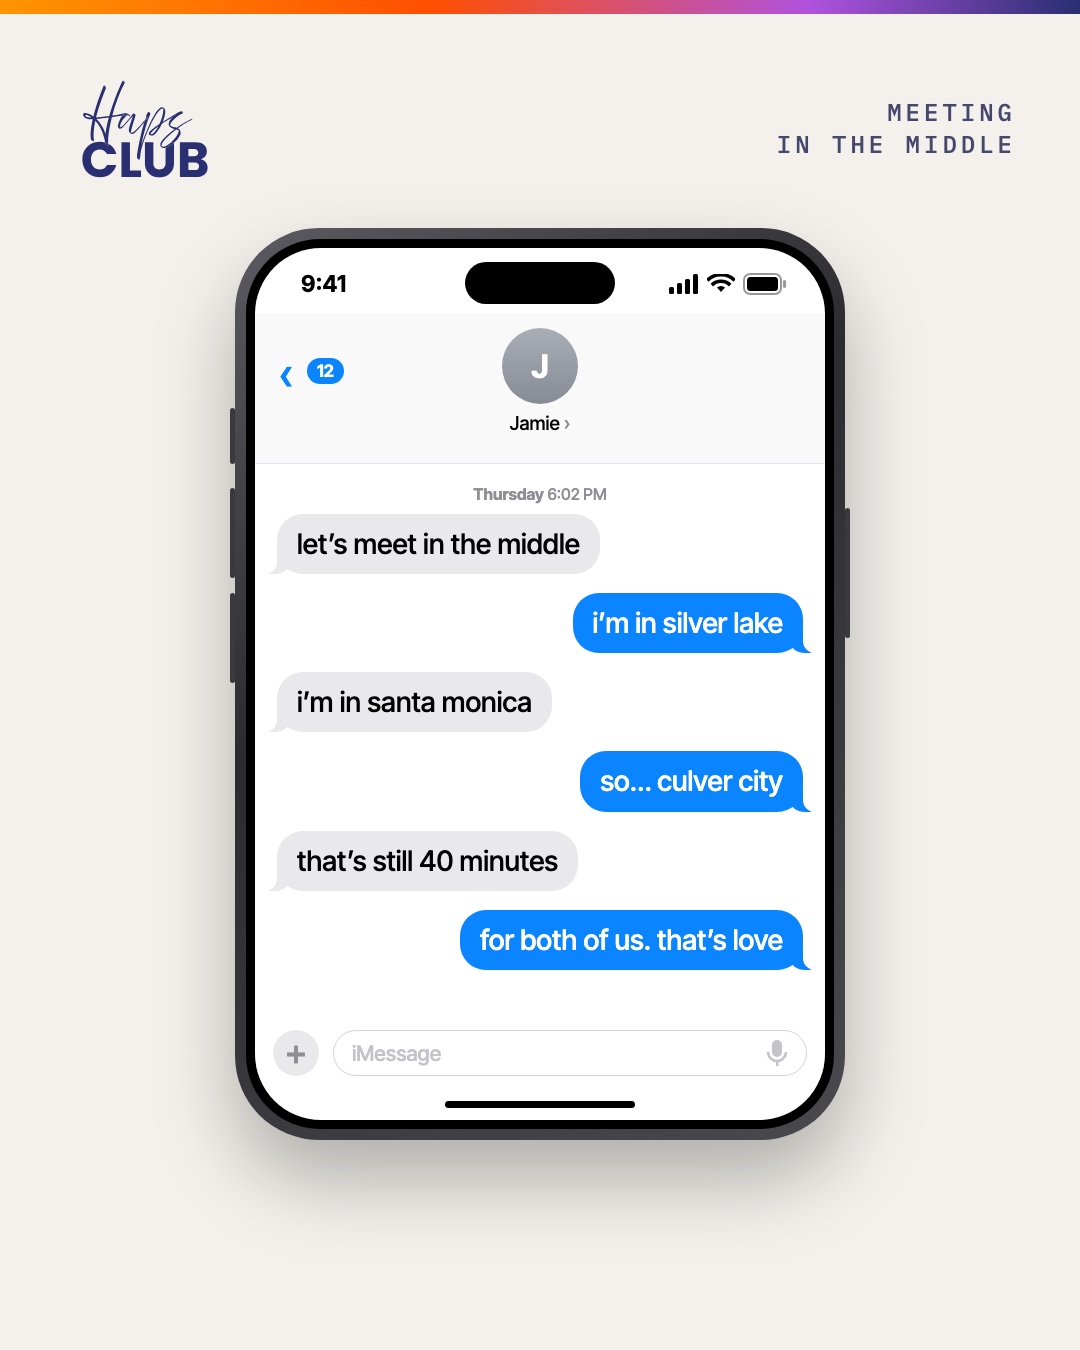 Haps
CLUB
MEETING
IN THE MIDDLE
9:41
12
J
Jamie ›
Thursday 6:02 PM
let’s meet in the middle
i’m in silver lake
i’m in santa monica
so... culver city
that’s still 40 minutes
for both of us. that’s love
iMessage